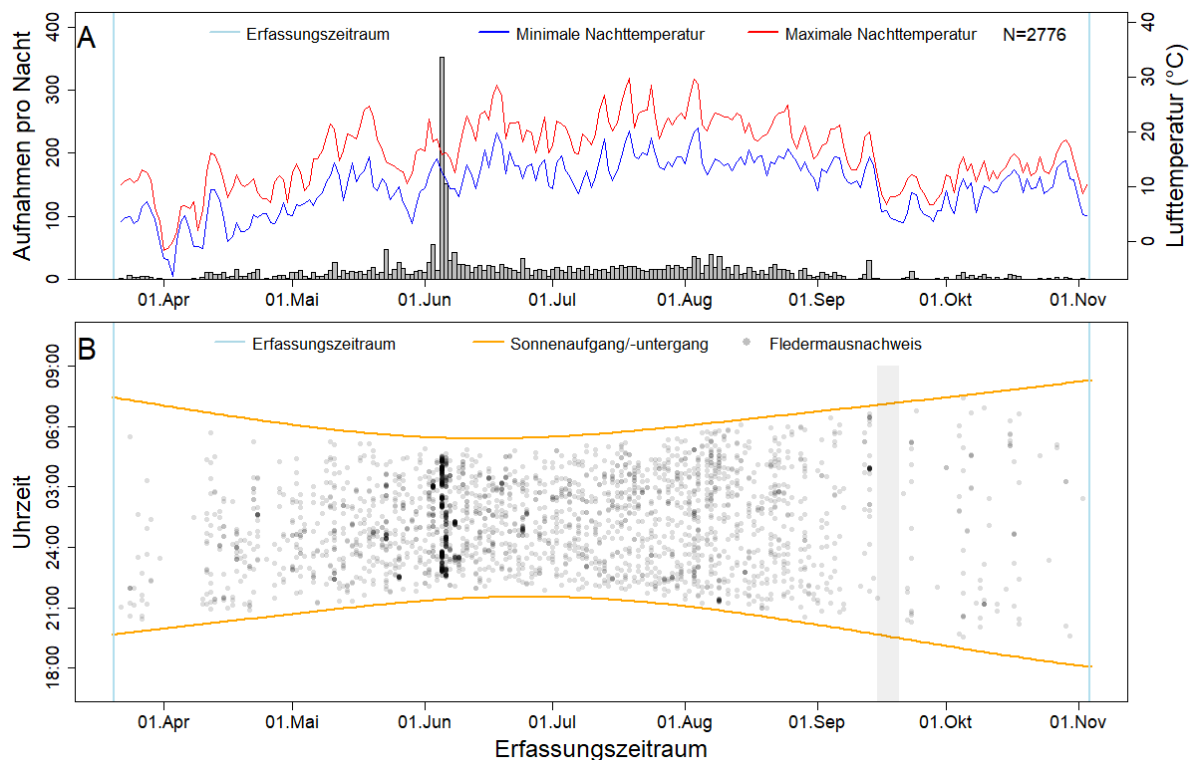 A
Erfassungszeitraum
Minimale Nachttemperatur
Maximale Nachttemperatur
N=2776
Aufnahmen pro Nacht
0
100
200
300
400
Lufttemperatur (°C)
0
10
20
30
40
01.Apr
01.Mai
01.Jun
01.Jul
01.Aug
01.Sep
01.Okt
01.Nov
B
Erfassungszeitraum
Sonnenaufgang/-untergang
Fledermausnachweis
Uhrzeit
18:00
21:00
24:00
03:00
06:00
09:00
01.Apr
01.Mai
01.Jun
01.Jul
01.Aug
01.Sep
01.Okt
01.Nov
Erfassungszeitraum